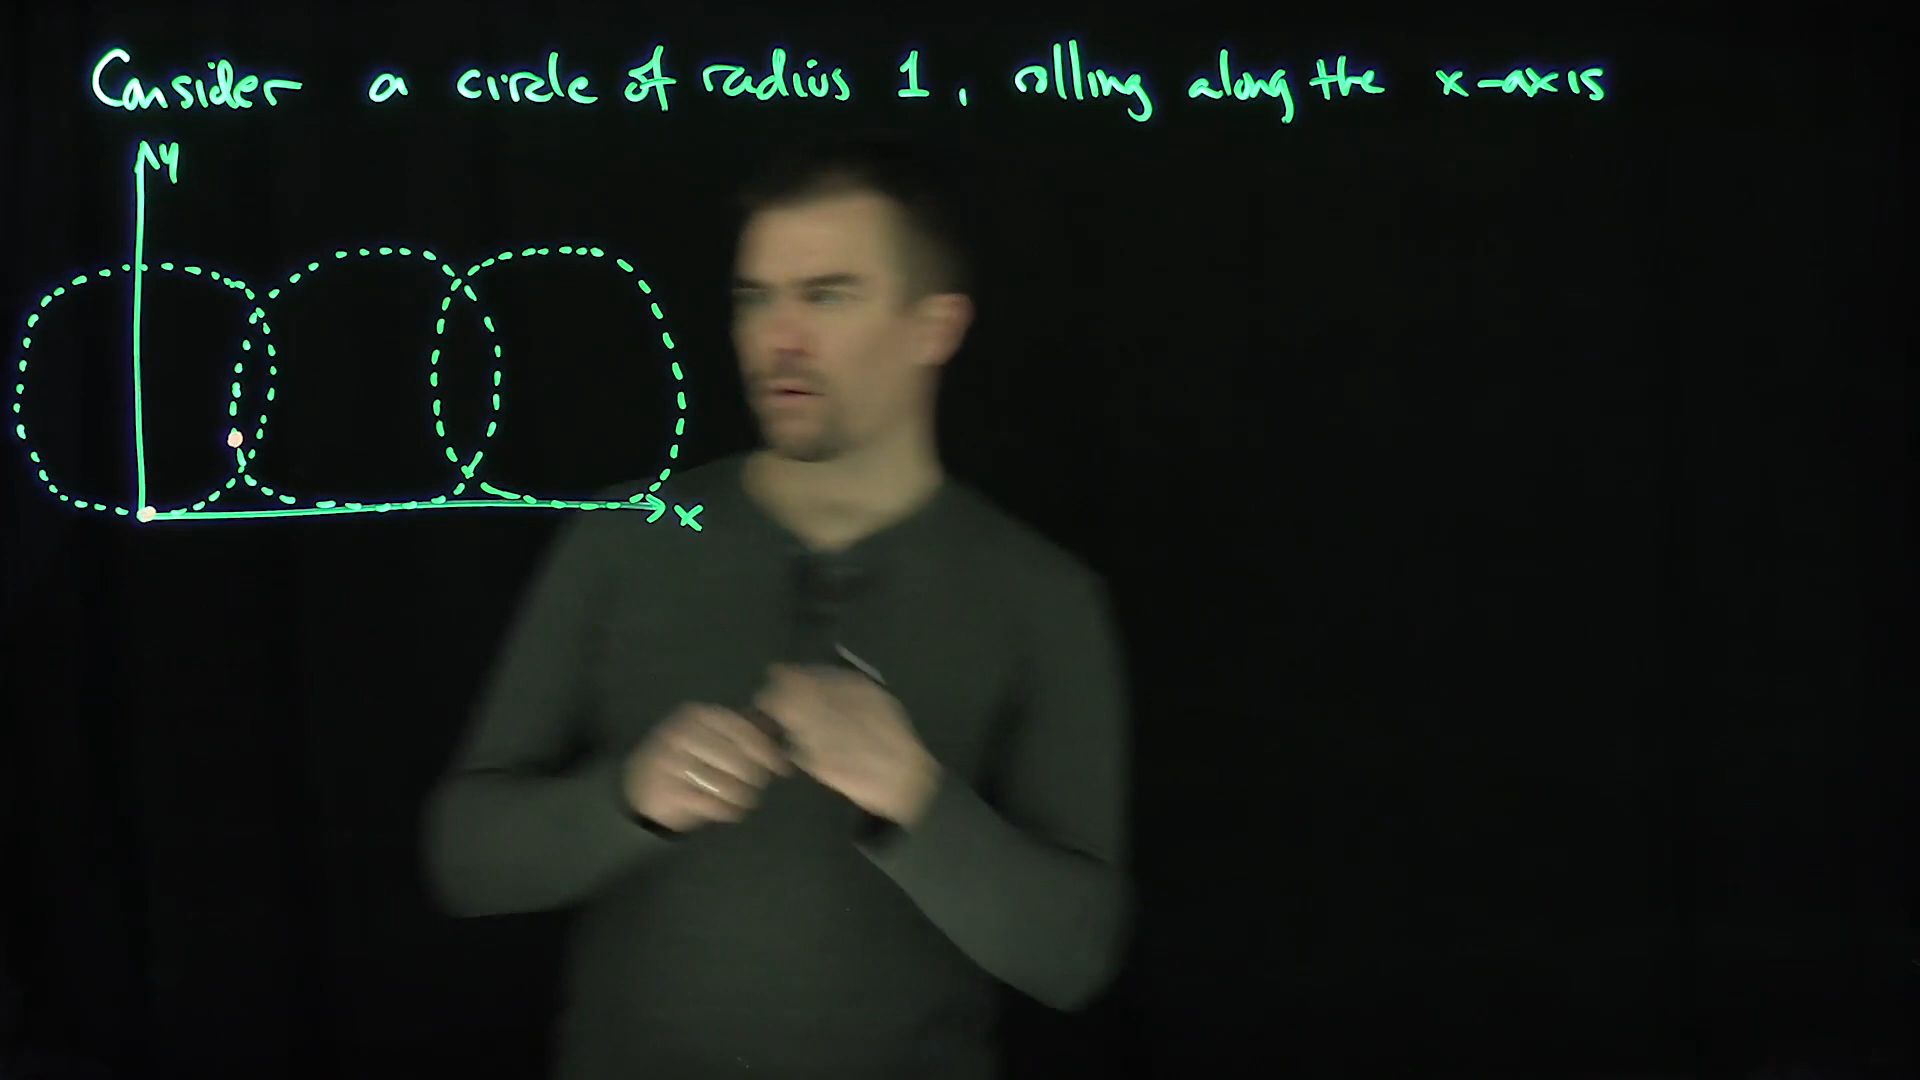 Consider a circle of radius 1, rolling along the x-axis
y
x